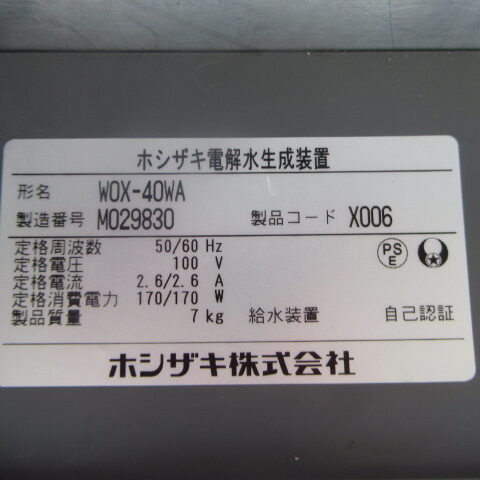 ホシザキ電解水生成装置
形名 WOX-40WA
製造番号 M029830 製品コード X006
定格周波数 50/60 Hz
定格電圧 100 V
定格電流 2.6/2.6 A
定格消費電力 170/170 W
製品質量 7 kg 給水装置 自己認証
PS
E
ホシザキ株式会社